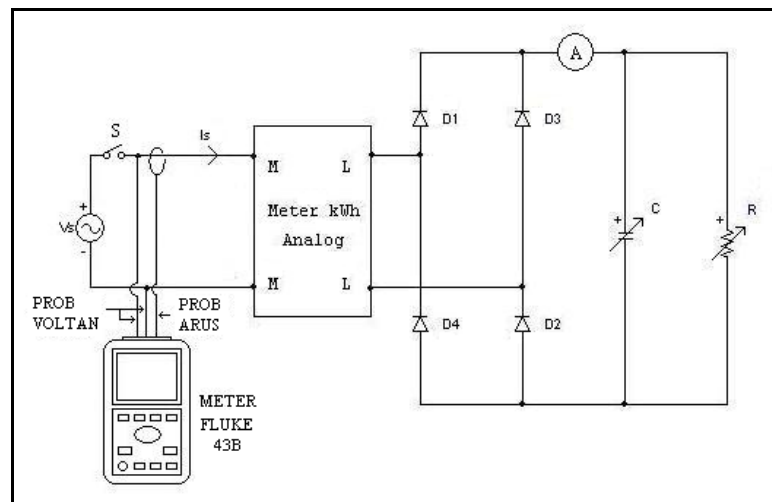 A
D1
D3
S
Is
M
L
Meter kWh
Analog
M
L
+
Vs
-
+
C
+
R
PROB
VOLTAN
PROB
ARUS
D4
D2
METER
FLUKE
43B